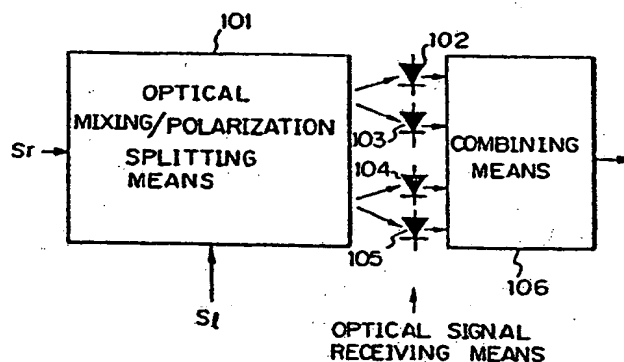 101
102
OPTICAL
MIXING/POLARIZATION
SPLITTING
MEANS
103
COMBINING
MEANS
Sr
104
105
106
Sℓ
OPTICAL SIGNAL
RECEIVING MEANS